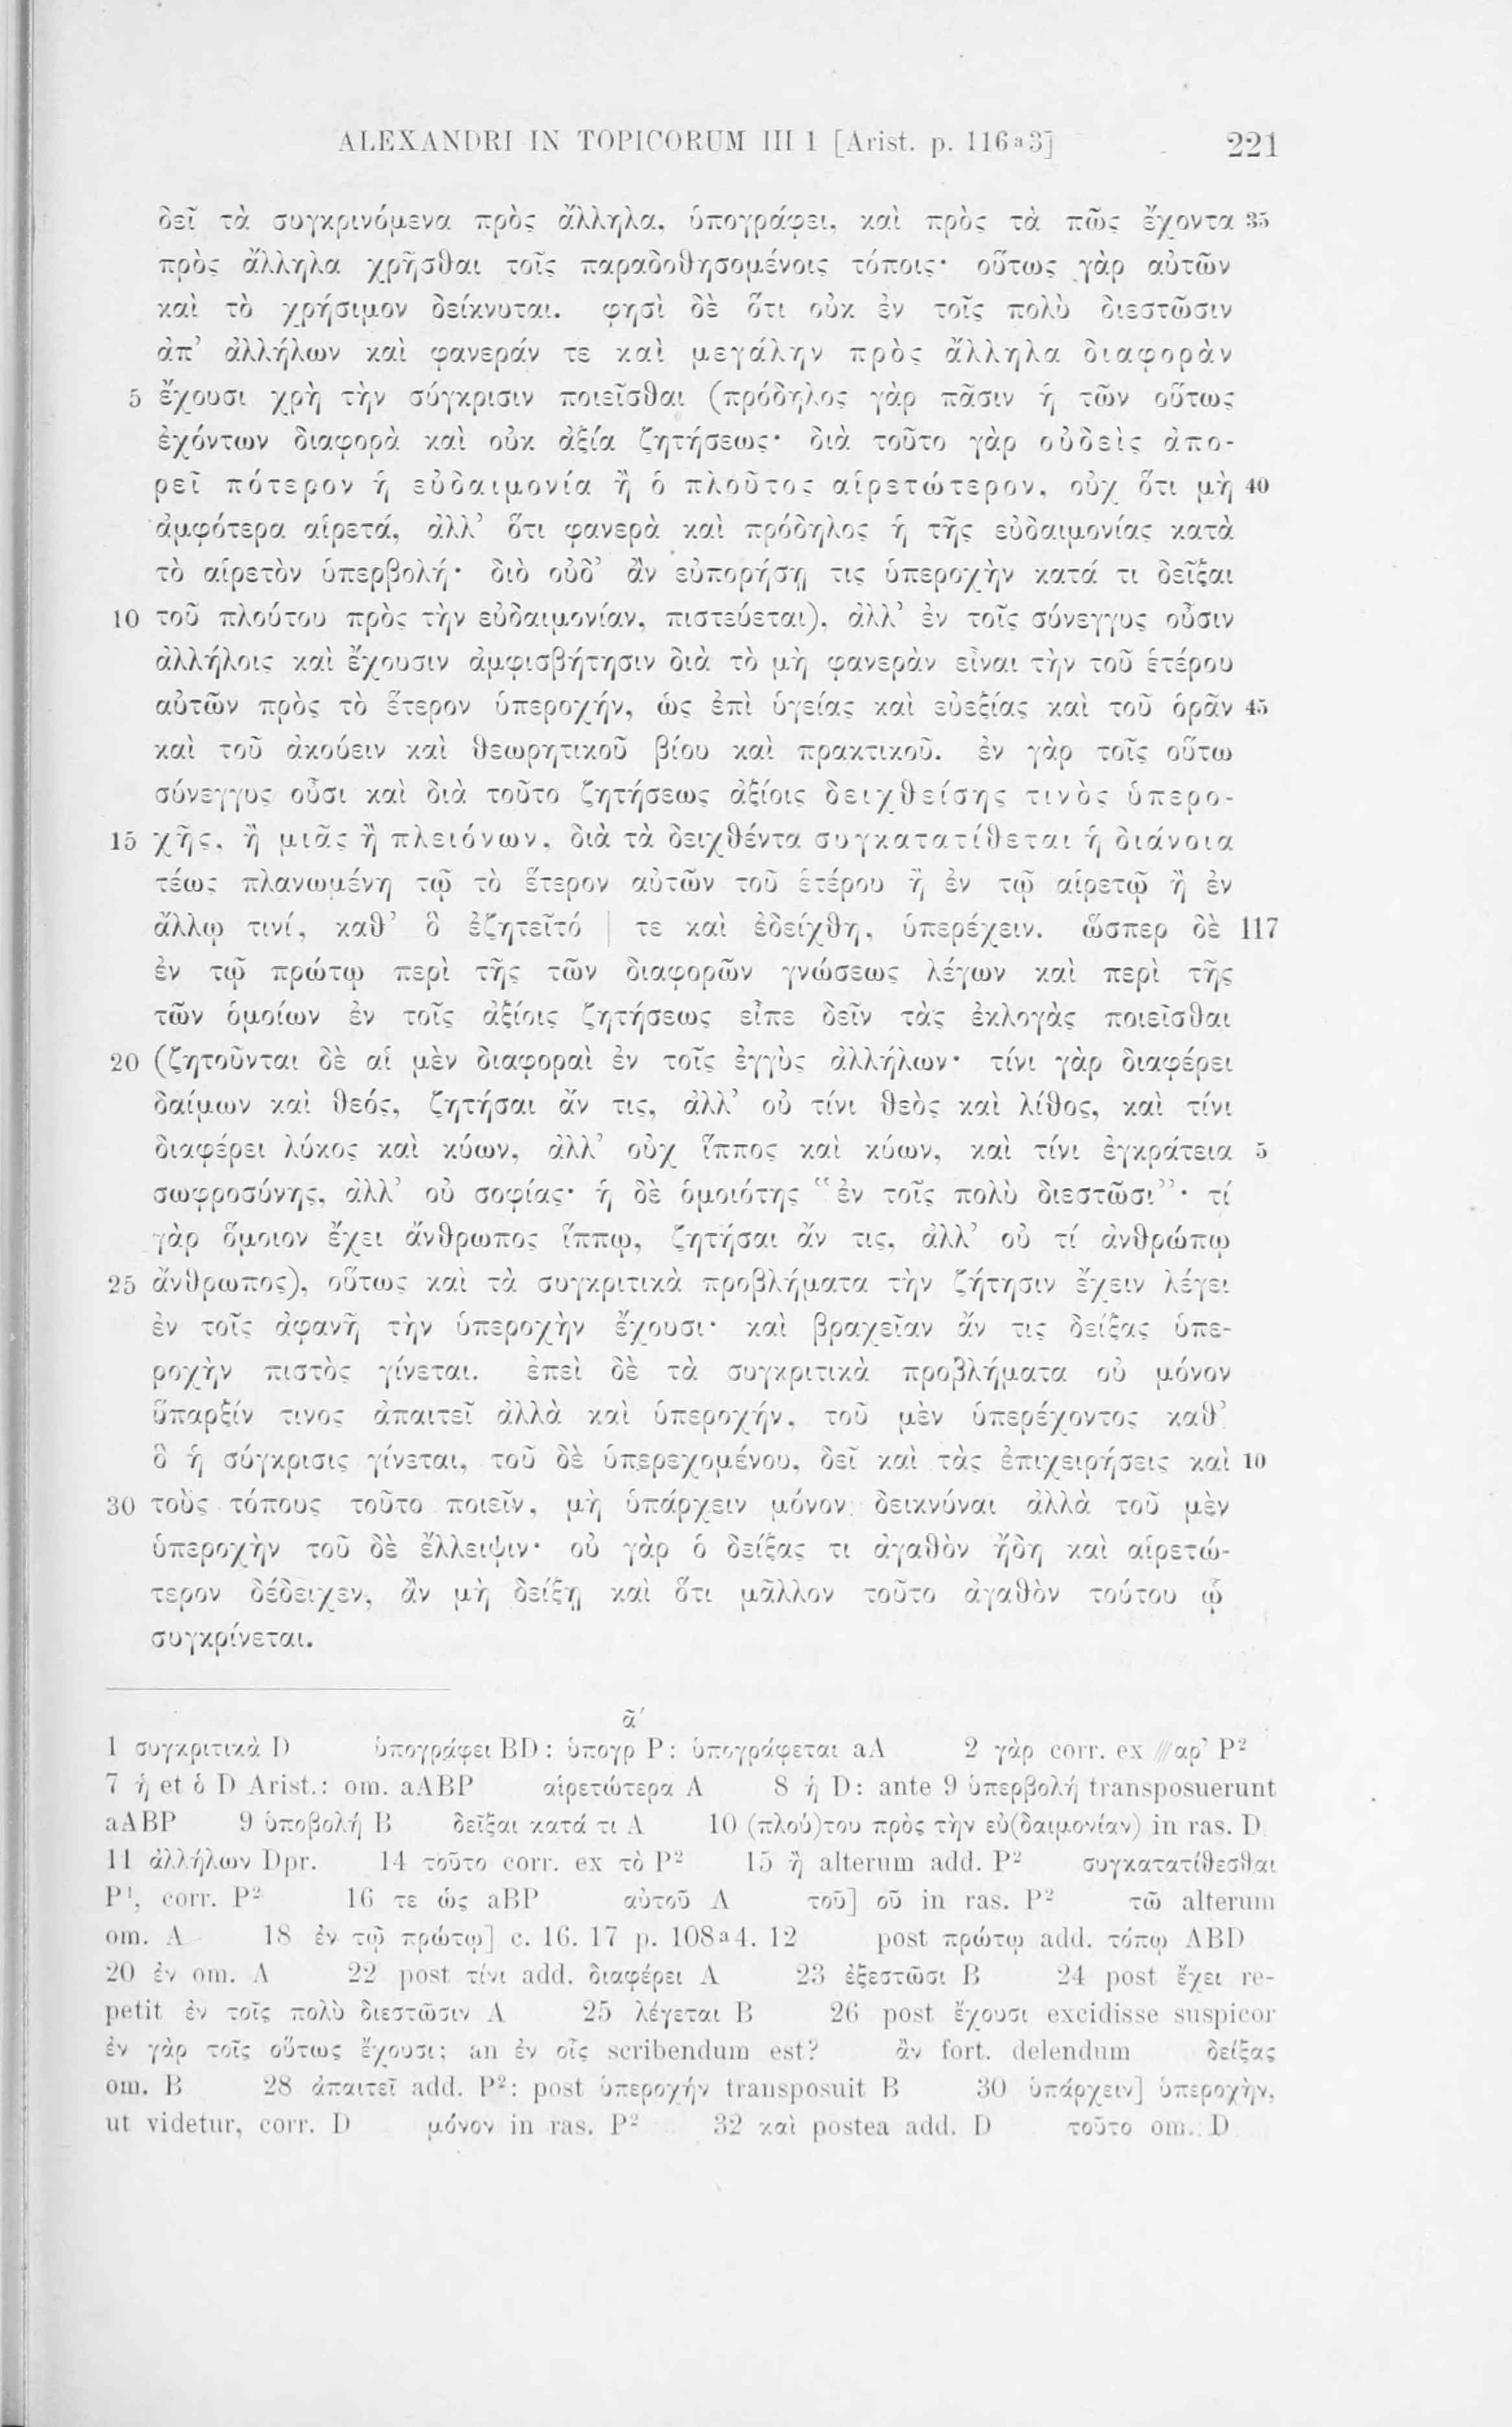 ALEXANDRI IN TOPICORUM III 1 [Arist. p. 116ᵃ3] 221
δεῖ τὰ συγκρινόμενα πρὸς ἄλληλα, ὑπογράφει, καὶ πρὸς τὰ πῶς ἔχοντα 35
πρὸς ἄλληλα χρῆσθαι τοῖς παραδοθησομένοις τόποις· οὕτως γὰρ αὐτῶν
καὶ τὸ χρήσιμον δείκνυται. φησὶ δὲ ὅτι οὐκ ἐν τοῖς πολὺ διεστῶσιν
ἀπ’ ἀλλήλων καὶ φανεράν τε καὶ μεγάλην πρὸς ἄλληλα διαφορὰν
5 ἔχουσι χρὴ τὴν σύγκρισιν ποιεῖσθαι (πρόδηλος γὰρ πᾶσιν ἡ τῶν οὕτως
ἐχόντων διαφορὰ καὶ οὐκ ἀξία ζητήσεως· διὰ τοῦτο γὰρ οὐδεὶς ἀπο-
ρεῖ πότερον ἡ εὐδαιμονία ἢ ὁ πλοῦτος αἱρετώτερον, οὐχ ὅτι μὴ 40
ἀμφότερα αἱρετά, ἀλλ’ ὅτι φανερὰ καὶ πρόδηλος ἡ τῆς εὐδαιμονίας κατὰ
τὸ αἱρετὸν ὑπερβολή· διὸ οὐδ’ ἂν εὐπορήσῃ τις ὑπεροχὴν κατά τι δεῖξαι
10 τοῦ πλούτου πρὸς τὴν εὐδαιμονίαν, πιστεύεται), ἀλλ’ ἐν τοῖς σύνεγγυς οὖσιν
ἀλλήλοις καὶ ἔχουσιν ἀμφισβήτησιν διὰ τὸ μὴ φανερὰν εἶναι τὴν τοῦ ἑτέρου
αὐτῶν πρὸς τὸ ἕτερον ὑπεροχήν, ὡς ἐπὶ ὑγείας καὶ εὐεξίας καὶ τοῦ ὁρᾶν 45
καὶ τοῦ ἀκούειν καὶ θεωρητικοῦ βίου καὶ πρακτικοῦ. ἐν γὰρ τοῖς οὕτω
σύνεγγυς οὖσι καὶ διὰ τοῦτο ζητήσεως ἀξίοις δειχθείσης τινὸς ὑπερο-
15 χῆς, ἢ μιᾶς ἢ πλειόνων, διὰ τὰ δειχθέντα συγκατατίθεται ἡ διάνοια
τέως πλανωμένη τῷ τὸ ἕτερον αὐτῶν τοῦ ἑτέρου ἢ ἐν τῷ αἱρετῷ ἢ ἐν
ἄλλῳ τινί, καθ’ ὃ ἐζητεῖτό | τε καὶ ἐδείχθη, ὑπερέχειν. ὥσπερ δὲ 117
ἐν τῷ πρώτῳ περὶ τῆς τῶν διαφορῶν γνώσεως λέγων καὶ περὶ τῆς
τῶν ὁμοίων ἐν τοῖς ἀξίοις ζητήσεως εἶπε δεῖν τὰς ἐκλογὰς ποιεῖσθαι
20 (ζητοῦνται δὲ αἱ μὲν διαφοραὶ ἐν τοῖς ἐγγὺς ἀλλήλων· τίνι γὰρ διαφέρει
δαίμων καὶ θεός, ζητήσαι ἄν τις, ἀλλ’ οὐ τίνι θεὸς καὶ λίθος, καὶ τίνι
διαφέρει λύκος καὶ κύων, ἀλλ’ οὐχ ἵππος καὶ κύων, καὶ τίνι ἐγκράτεια 5
σωφροσύνης, ἀλλ’ οὐ σοφίας· ἡ δὲ ὁμοιότης “ἐν τοῖς πολὺ διεστῶσι”· τί
γὰρ ὅμοιον ἔχει ἄνθρωπος ἵππῳ, ζητήσαι ἄν τις, ἀλλ’ οὐ τί ἀνθρώπῳ
25 ἄνθρωπος), οὕτως καὶ τὰ συγκριτικὰ προβλήματα τὴν ζήτησιν ἔχειν λέγει
ἐν τοῖς ἀφανῆ τὴν ὑπεροχὴν ἔχουσι· καὶ βραχεῖαν ἄν τις δείξας ὑπε-
ροχὴν πιστὸς γίνεται. ἐπεὶ δὲ τὰ συγκριτικὰ προβλήματα οὐ μόνον
ὕπαρξίν τινος ἀπαιτεῖ ἀλλὰ καὶ ὑπεροχήν, τοῦ μὲν ὑπερέχοντος καθ’
ὃ ἡ σύγκρισις γίνεται, τοῦ δὲ ὑπερεχομένου, δεῖ καὶ τὰς ἐπιχειρήσεις καὶ 10
30 τοὺς τόπους τοῦτο ποιεῖν, μὴ ὑπάρχειν μόνον δεικνύναι ἀλλὰ τοῦ μὲν
ὑπεροχὴν τοῦ δὲ ἔλλειψιν· οὐ γὰρ ὁ δείξας τι ἀγαθὸν ἤδη καὶ αἱρετώ-
τερον δέδειχεν, ἂν μὴ δείξῃ καὶ ὅτι μᾶλλον τοῦτο ἀγαθὸν τούτου ᾧ
συγκρίνεται.
1 συγκριτικὰ D ὑπογράφει BD: ὑπογρᾶ’ P: ὑπογράφεται aA 2 γὰρ corr. ex ///αρ’ P²
7 ἡ et ὁ D Arist.: om. aABP αἱρετώτερα A 8 ἡ D: ante 9 ὑπερβολή transposuerunt
aABP 9 ὑποβολή B δεῖξαι κατά τι A 10 (πλού)του πρὸς τὴν εὐ(δαιμονίαν) in ras. D
11 ἀλλήλων Dpr. 14 τοῦτο corr. ex τὸ P² 15 ἢ alterum add. P² συγκατατίθεσθαι
P¹, corr. P² 16 τε ὡς aBP αὐτοῦ A τοῦ] οῦ in ras. P² τῶ alterum
om. A 18 ἐν τῷ πρώτῳ] c. 16. 17 p. 108ᵃ4. 12 post πρώτῳ add. τόπῳ ABD
20 ἐν om. A 22 post τίνι add. διαφέρει A 23 ἐξεστῶσι B 24 post ἔχει re-
petit ἐν τοῖς πολὺ διεστῶσιν A 25 λέγεται B 26 post ἔχουσι excidisse suspicor
ἐν γὰρ τοῖς οὕτως ἔχουσι; an ἐν οἷς scribendum est? ἂν fort. delendum δείξας
om. B 28 ἀπαιτεῖ add. P²: post ὑπεροχήν transposuit B 30 ὑπάρχειν] ὑπεροχὴν,
ut videtur, corr. D μόνον in ras. P² 32 καὶ postea add. D τοῦτο om. D